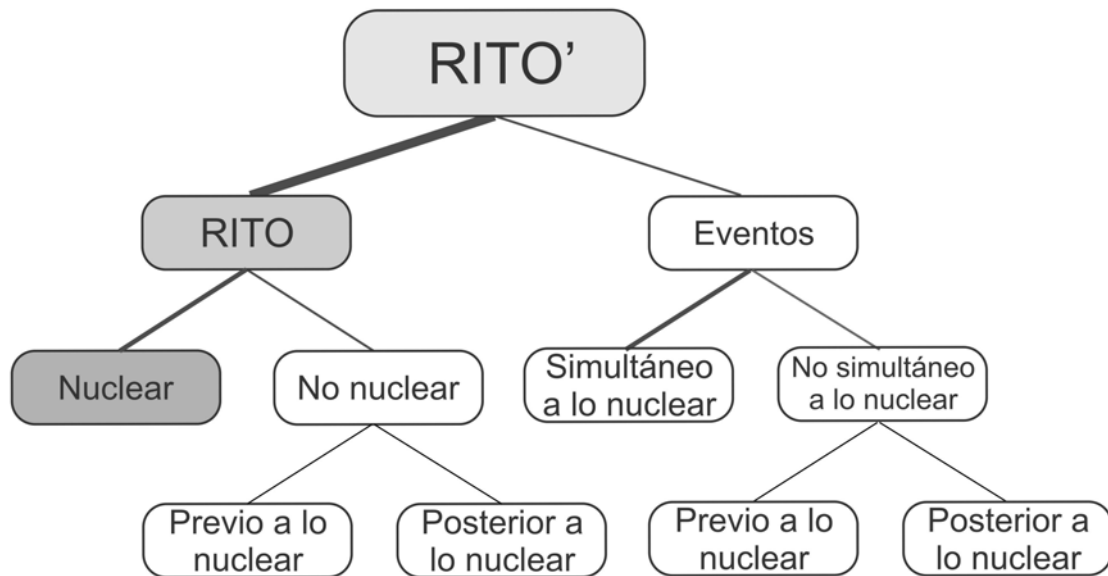 RITO’
RITO
Eventos
Nuclear
No nuclear
Simultáneo
a lo nuclear
No simultáneo
a lo nuclear
Previo a lo
nuclear
Posterior a
lo nuclear
Previo a lo
nuclear
Posterior a
lo nuclear